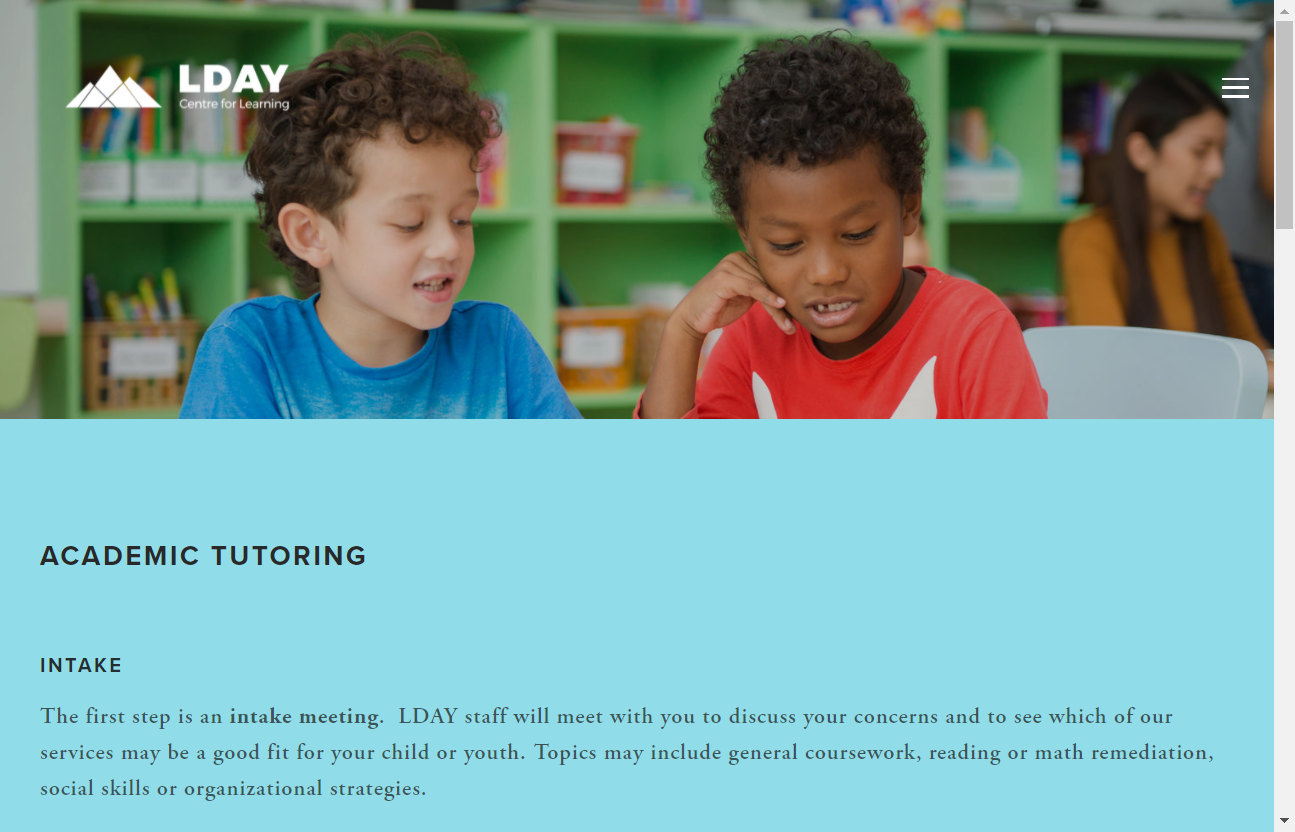 LDAY
Centre for Learning
ACADEMIC TUTORING
INTAKE
The first step is an intake meeting.  LDAY staff will meet with you to discuss your concerns and to see which of our
services may be a good fit for your child or youth. Topics may include general coursework, reading or math remediation,
social skills or organizational strategies.